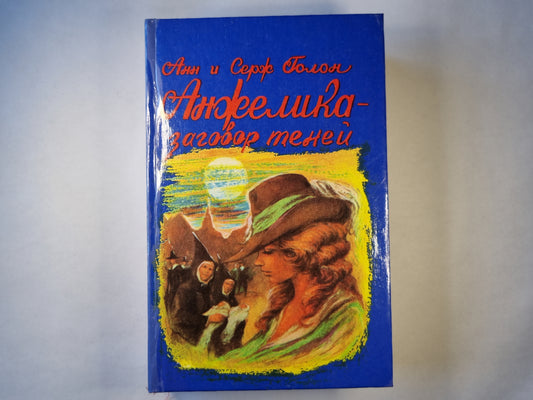 Анн и Серж Голон
Анжелика-
заговор теней